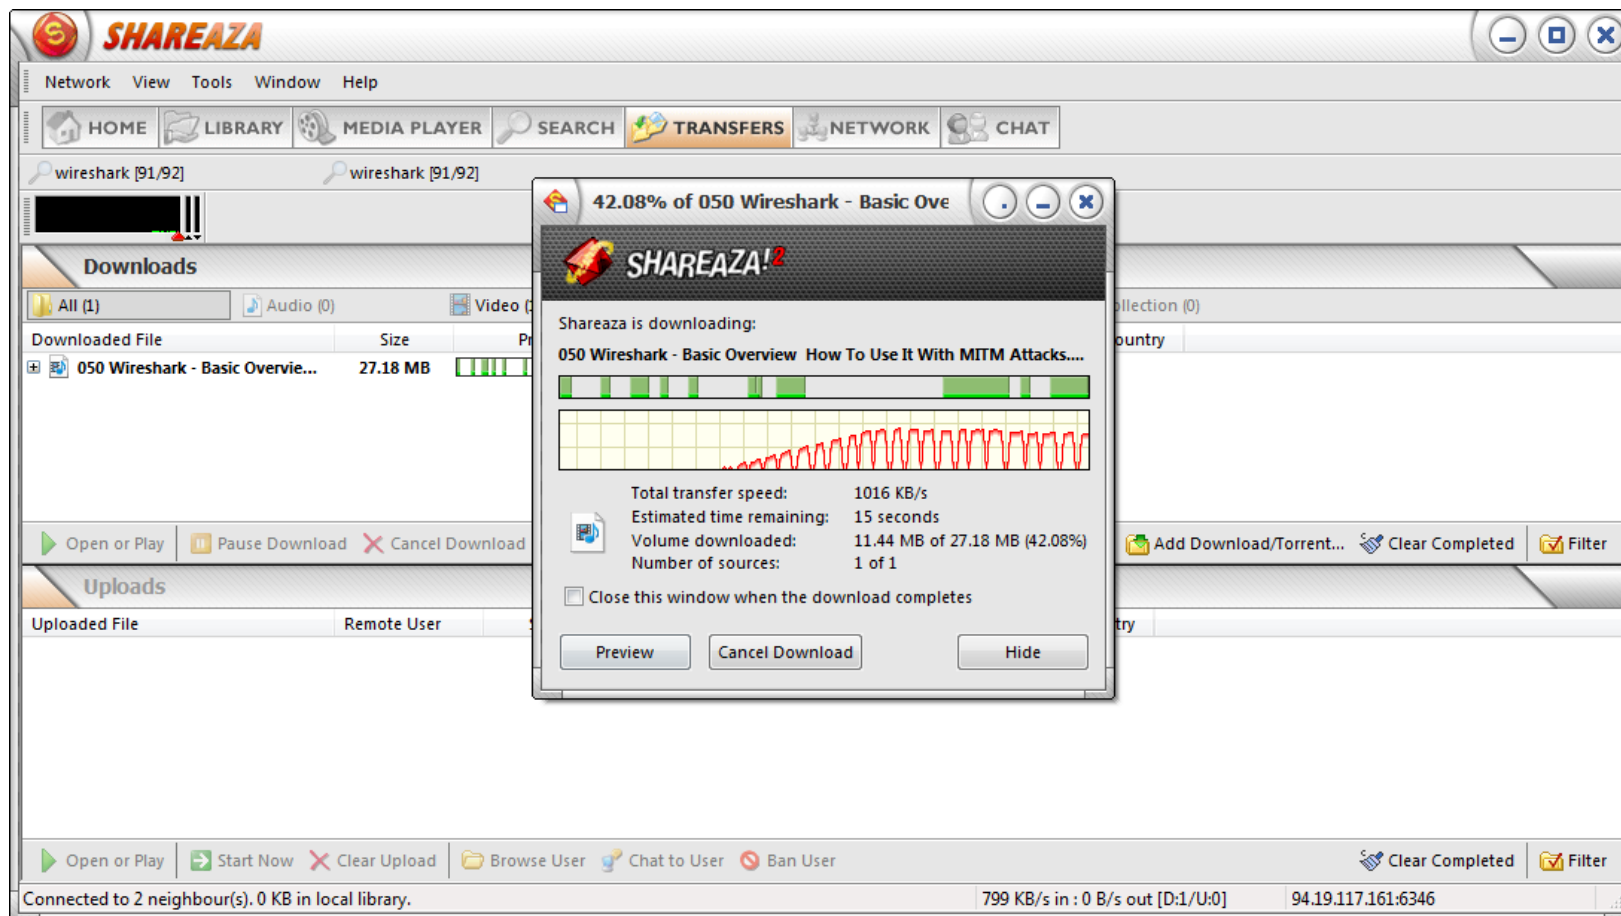 SHAREAZA
Network View Tools Window Help
HOME LIBRARY MEDIA PLAYER SEARCH TRANSFERS NETWORK CHAT
wireshark [91/92] wireshark [91/92]
42.08% of 050 Wireshark - Basic Ove
SHAREAZA!2
Downloads
All (1) Audio (0) Video ( ollection (0)
Shareaza is downloading:
Downloaded File Size Pr ountry
050 Wireshark - Basic Overview How To Use It With MITM Attacks....
050 Wireshark - Basic Overvie... 27.18 MB
Total transfer speed: 1016 KB/s
Estimated time remaining: 15 seconds
Volume downloaded: 11.44 MB of 27.18 MB (42.08%)
Number of sources: 1 of 1
Open or Play Pause Download Cancel Download Add Download/Torrent... Clear Completed Filter
Uploads
Close this window when the download completes
Uploaded File Remote User try
Preview Cancel Download Hide
Open or Play Start Now Clear Upload Browse User Chat to User Ban User Clear Completed Filter
Connected to 2 neighbour(s). 0 KB in local library. 799 KB/s in : 0 B/s out [D:1/U:0] 94.19.117.161:6346